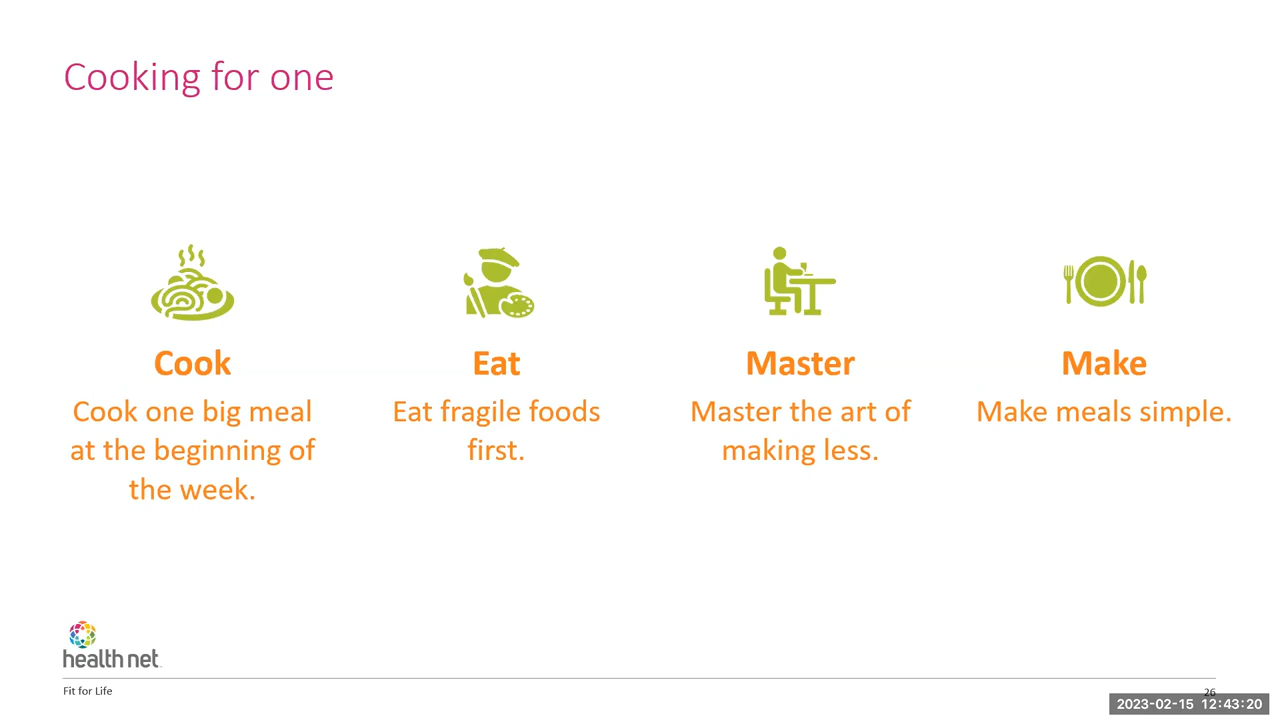 Cooking for one
Cook
Cook one big meal
at the beginning of
the week.
Eat
Eat fragile foods
first.
Master
Master the art of
making less.
Make
Make meals simple.
health net
Fit for Life
26
2023-02-15 12:43:20